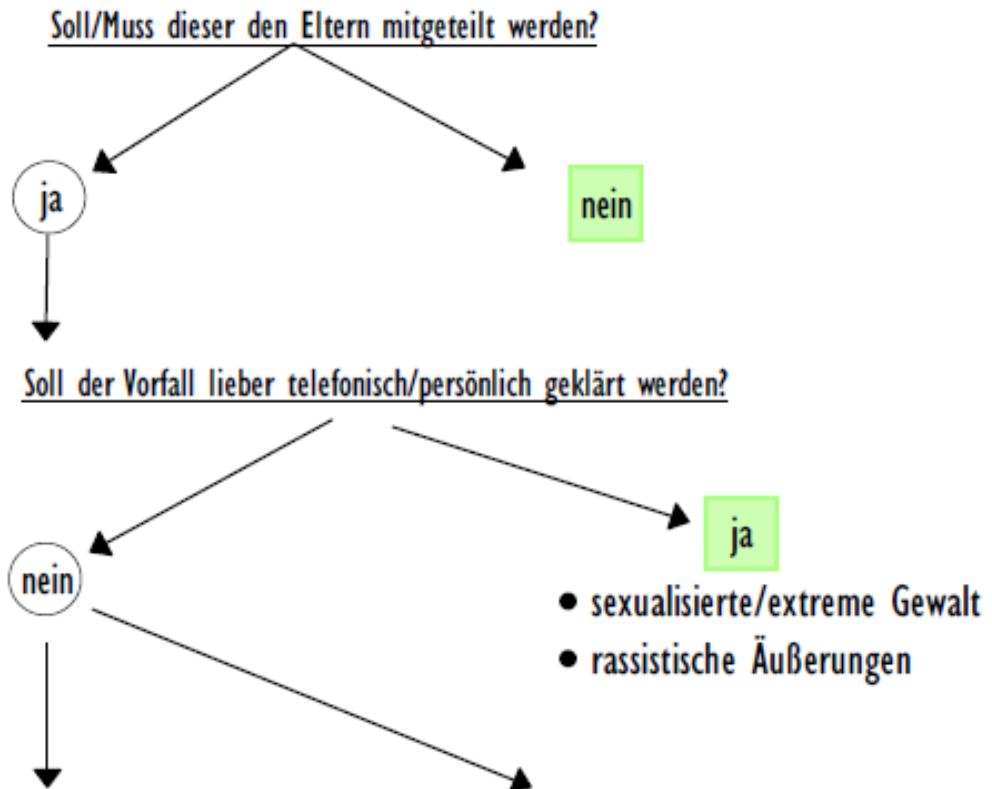 Soll/Muss dieser den Eltern mitgeteilt werden?
ja
nein
Soll der Vorfall lieber telefonisch/persönlich geklärt werden?
ja
nein
• sexualisierte/extreme Gewalt
• rassistische Äußerungen